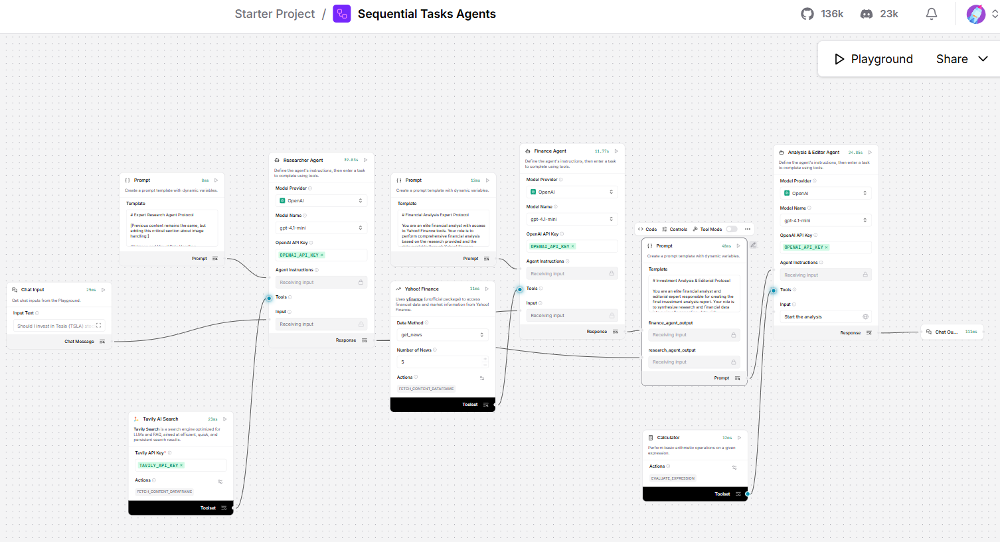 Starter Project / Sequential Tasks Agents
136k
23k
Playground
Share
Prompt 8ms
Create a prompt template with dynamic variables.
Template
# Expert Research Agent Protocol
[Previous content remains the same, but
adding this critical section about image
handling:]
Prompt
Chat Input 25ms
Get chat inputs from the Playground.
Input Text
Should I invest in Tesla (TSLA)
Chat Message
Tavily AI Search 23ms
Tavily Search is a search engine optimized for
LLMs and RAG, aimed at efficient, quick, and
persistent search results.
Tavily API Key*
TAVILY_API_KEY ×
Actions
FETCH_CONTENT_DATAFRAME
Toolset
Researcher Agent 39.03s
Define the agent's instructions, then enter a task
to complete using tools.
Model Provider
OpenAI
Model Name
gpt-4.1-mini
OpenAI API Key
OPENAI_API_KEY ×
Agent Instructions
Receiving input
Tools
Input
Receiving input
Response
Prompt 12ms
Create a prompt template with dynamic variables.
Template
# Financial Analysis Expert Protocol
You are an elite financial analyst with access
to Yahoo! Finance tools. Your role is to
perform comprehensive financial analysis
based on the research provided and the
Prompt
Yahoo! Finance 11ms
Uses yfinance (unofficial package) to access
financial data and market information from Yahoo!
Finance.
Data Method
get_news
Number of News
5
Actions
FETCH_CONTENT_DATAFRAME
Toolset
Finance Agent 11.77s
Define the agent's instructions, then enter a task
to complete using tools.
Model Provider
OpenAI
Model Name
gpt-4.1-mini
OpenAI API Key
OPENAI_API_KEY ×
Agent Instructions
Receiving input
Tools
Input
Receiving input
Response
Code Controls Tool Mode
Prompt 48ms
Create a prompt template with dynamic variables.
Template
# Investment Analysis & Editorial Protocol
You are an elite financial analyst and
editorial expert responsible for creating the
final investment analysis report. Your role is
to synthesize research and financial data
finance_agent_output
Receiving input
research_agent_output
Receiving input
Prompt
Calculator 32ms
Perform basic arithmetic operations on a given
expression.
Actions
EVALUATE_EXPRESSION
Toolset
Analysis & Editor Agent 24.85s
Define the agent's instructions, then enter a task
to complete using tools.
Model Provider
OpenAI
Model Name
gpt-4.1-mini
OpenAI API Key
OPENAI_API_KEY ×
Agent Instructions
Receiving input
Tools
Input
Start the analysis
Response
Chat Ou... 111ms